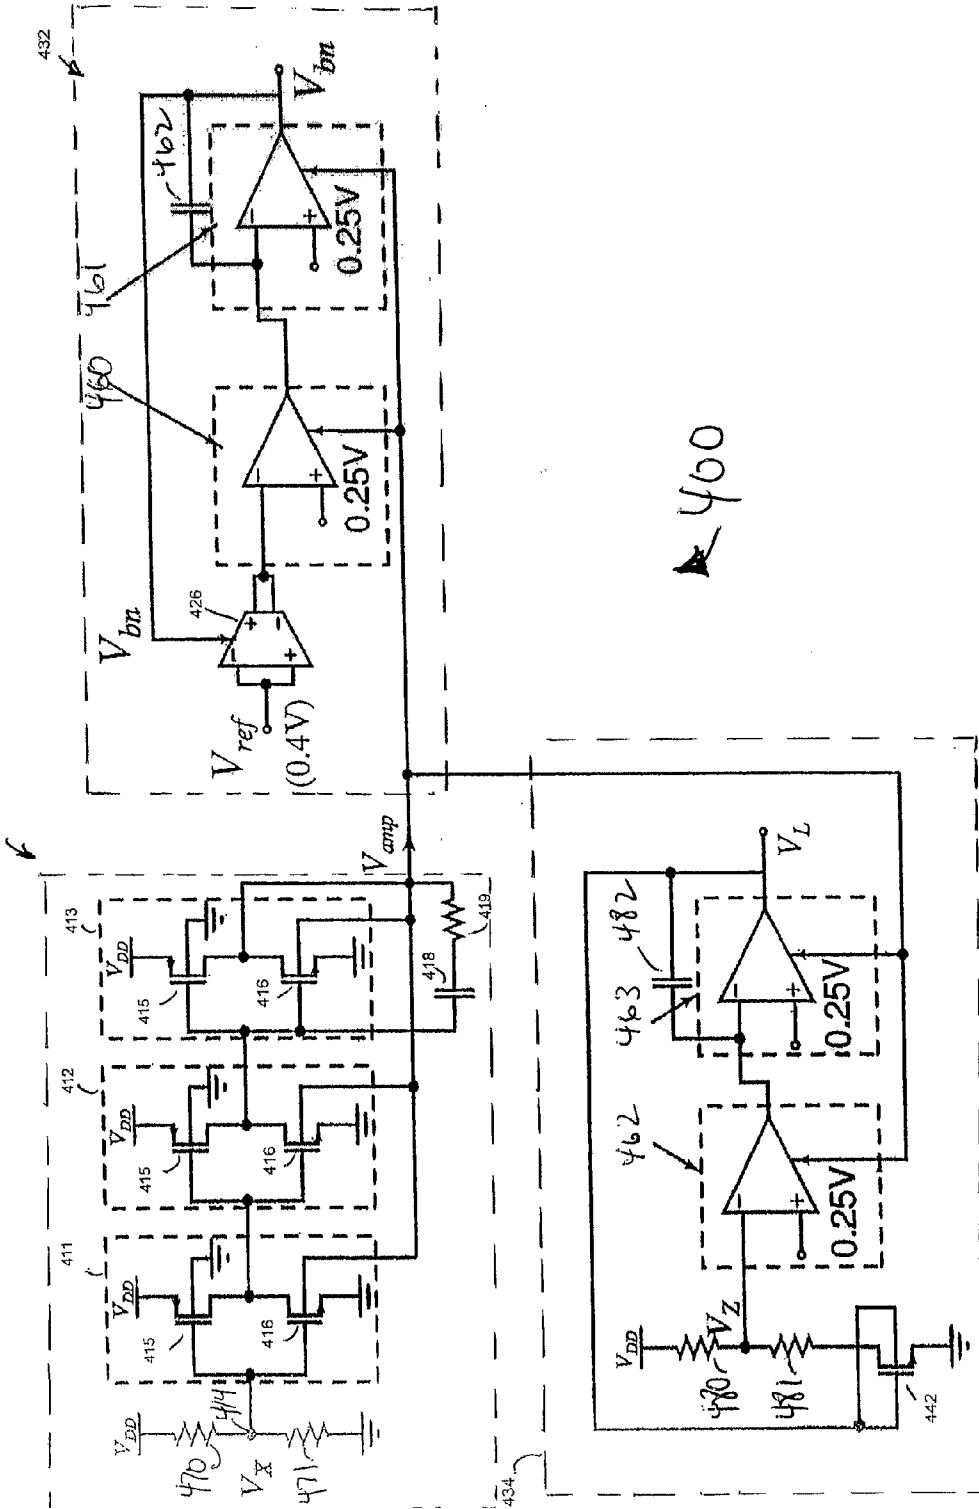 432
V_bn
462
461
460
0.25V
0.25V
V_bn
426
V_ref
(0.4V)
-
+
-
+
-
+
+
-
400
413
V_DD
415
416
418
419
V_amp
412
V_DD
415
416
411
V_DD
415
416
V_DD
470
414
V_X
471
434
V_L
482
463
0.25V
462
0.25V
-
+
-
+
V_DD
V_Z
480
481
442